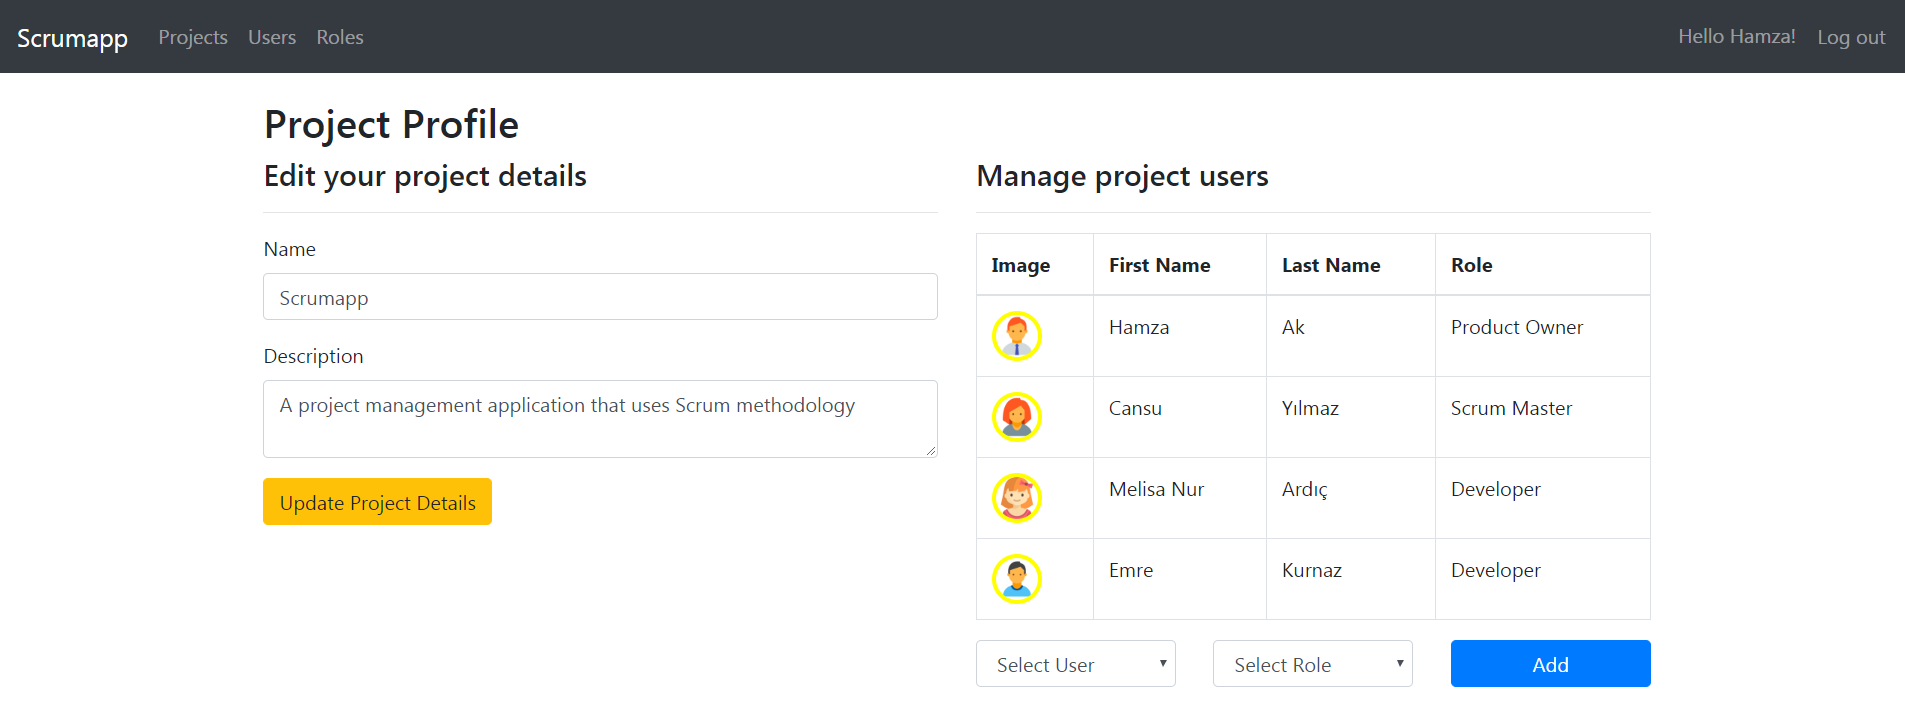 Scrumapp Projects Users Roles Hello Hamza! Log out
Project Profile
Edit your project details
Name
Scrumapp
Description
A project management application that uses Scrum methodology
Update Project Details
Manage project users
Image First Name Last Name Role
Hamza Ak Product Owner
Cansu Yılmaz Scrum Master
Melisa Nur Ardıç Developer
Emre Kurnaz Developer
Select User Select Role Add